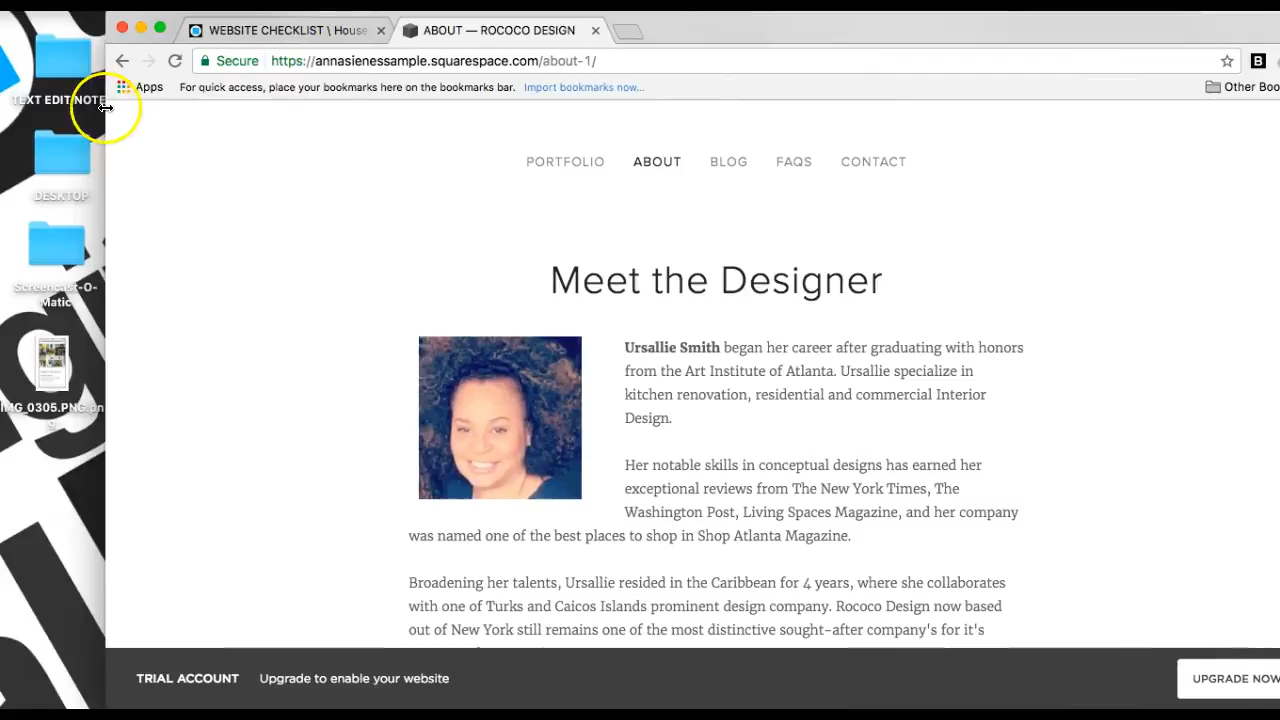 WEBSITE CHECKLIST \ House
ABOUT — ROCOCO DESIGN
Secure https://annasienessample.squarespace.com/about-1/
B
Apps For quick access, place your bookmarks here on the bookmarks bar. Import bookmarks now... Other Boo
TEXT EDIT NOTE
DESKTOP
Screencast-O-
Matic
IMG_0305.PNG.pn
g
PORTFOLIO ABOUT BLOG FAQS CONTACT
Meet the Designer
Ursallie Smith began her career after graduating with honors
from the Art Institute of Atlanta. Ursallie specialize in
kitchen renovation, residential and commercial Interior
Design.
Her notable skills in conceptual designs has earned her
exceptional reviews from The New York Times, The
Washington Post, Living Spaces Magazine, and her company
was named one of the best places to shop in Shop Atlanta Magazine.
Broadening her talents, Ursallie resided in the Caribbean for 4 years, where she collaborates
with one of Turks and Caicos Islands prominent design company. Rococo Design now based
out of New York still remains one of the most distinctive sought-after company's for it's
TRIAL ACCOUNT Upgrade to enable your website
UPGRADE NOW